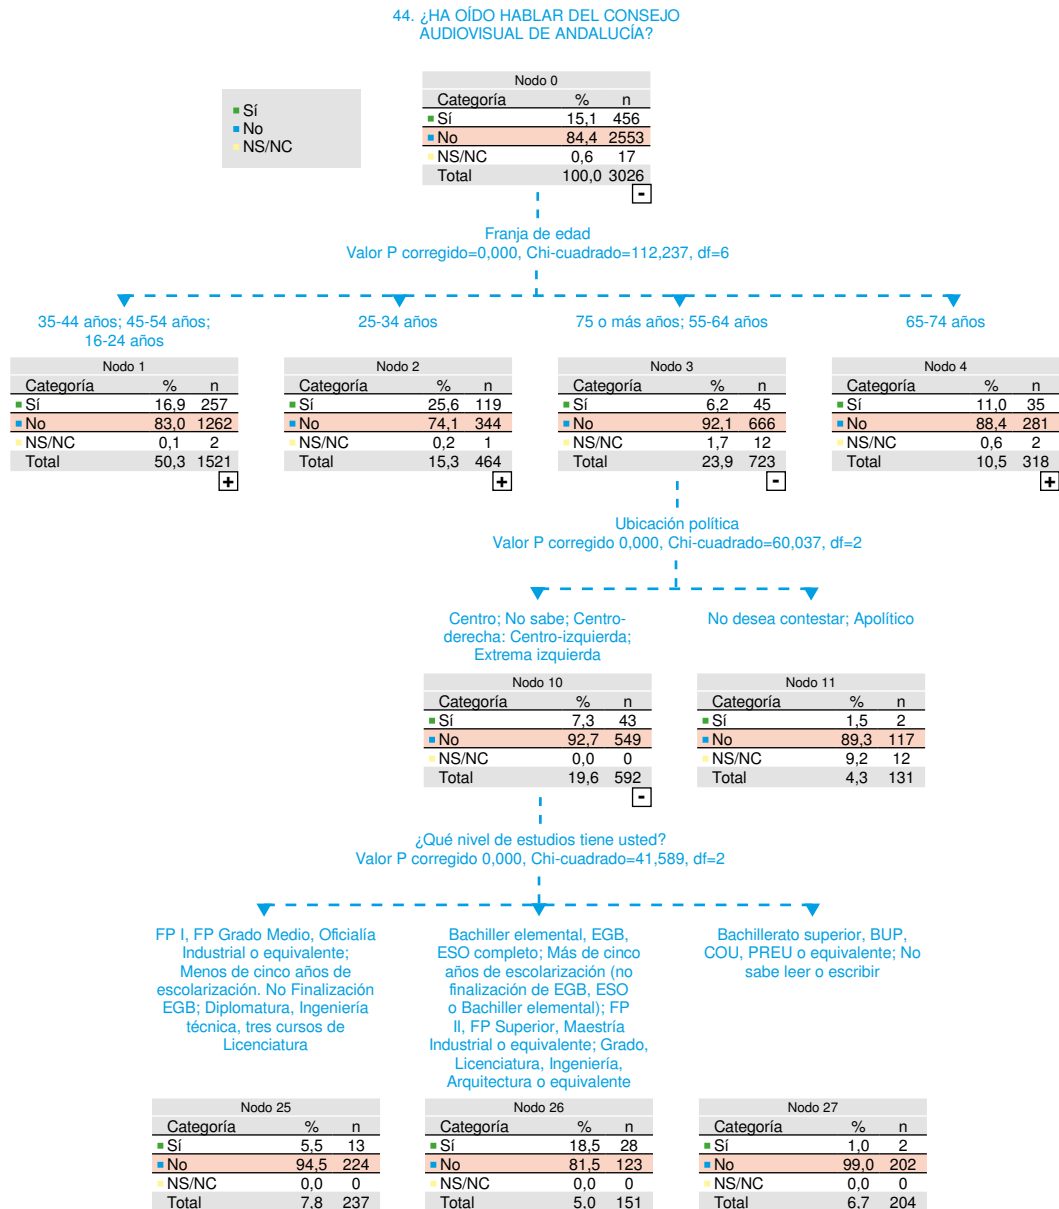 44. ¿HA OÍDO HABLAR DEL CONSEJO
AUDIOVISUAL DE ANDALUCÍA?
Sí
No
NS/NC
Nodo 0
Categoría % n
Sí 15,1 456
No 84,4 2553
NS/NC 0,6 17
Total 100,0 3026
-
Franja de edad
Valor P corregido=0,000, Chi-cuadrado=112,237, df=6
35-44 años; 45-54 años;
16-24 años
25-34 años
75 o más años; 55-64 años
65-74 años
Nodo 1
Categoría % n
Sí 16,9 257
No 83,0 1262
NS/NC 0,1 2
Total 50,3 1521
+
Nodo 2
Categoría % n
Sí 25,6 119
No 74,1 344
NS/NC 0,2 1
Total 15,3 464
+
Nodo 3
Categoría % n
Sí 6,2 45
No 92,1 666
NS/NC 1,7 12
Total 23,9 723
-
Nodo 4
Categoría % n
Sí 11,0 35
No 88,4 281
NS/NC 0,6 2
Total 10,5 318
+
Ubicación política
Valor P corregido 0,000, Chi-cuadrado=60,037, df=2
Centro; No sabe; Centro-
derecha: Centro-izquierda;
Extrema izquierda
No desea contestar; Apolítico
Nodo 10
Categoría % n
Sí 7,3 43
No 92,7 549
NS/NC 0,0 0
Total 19,6 592
-
Nodo 11
Categoría % n
Sí 1,5 2
No 89,3 117
NS/NC 9,2 12
Total 4,3 131
¿Qué nivel de estudios tiene usted?
Valor P corregido 0,000, Chi-cuadrado=41,589, df=2
FP I, FP Grado Medio, Oficialía
Industrial o equivalente;
Menos de cinco años de
escolarización. No Finalización
EGB; Diplomatura, Ingeniería
técnica, tres cursos de
Licenciatura
Bachiller elemental, EGB,
ESO completo; Más de cinco
años de escolarización (no
finalización de EGB, ESO
o Bachiller elemental); FP
II, FP Superior, Maestría
Industrial o equivalente; Grado,
Licenciatura, Ingeniería,
Arquitectura o equivalente
Bachillerato superior, BUP,
COU, PREU o equivalente; No
sabe leer o escribir
Nodo 25
Categoría % n
Sí 5,5 13
No 94,5 224
NS/NC 0,0 0
Total 7,8 237
Nodo 26
Categoría % n
Sí 18,5 28
No 81,5 123
NS/NC 0,0 0
Total 5,0 151
Nodo 27
Categoría % n
Sí 1,0 2
No 99,0 202
NS/NC 0,0 0
Total 6,7 204